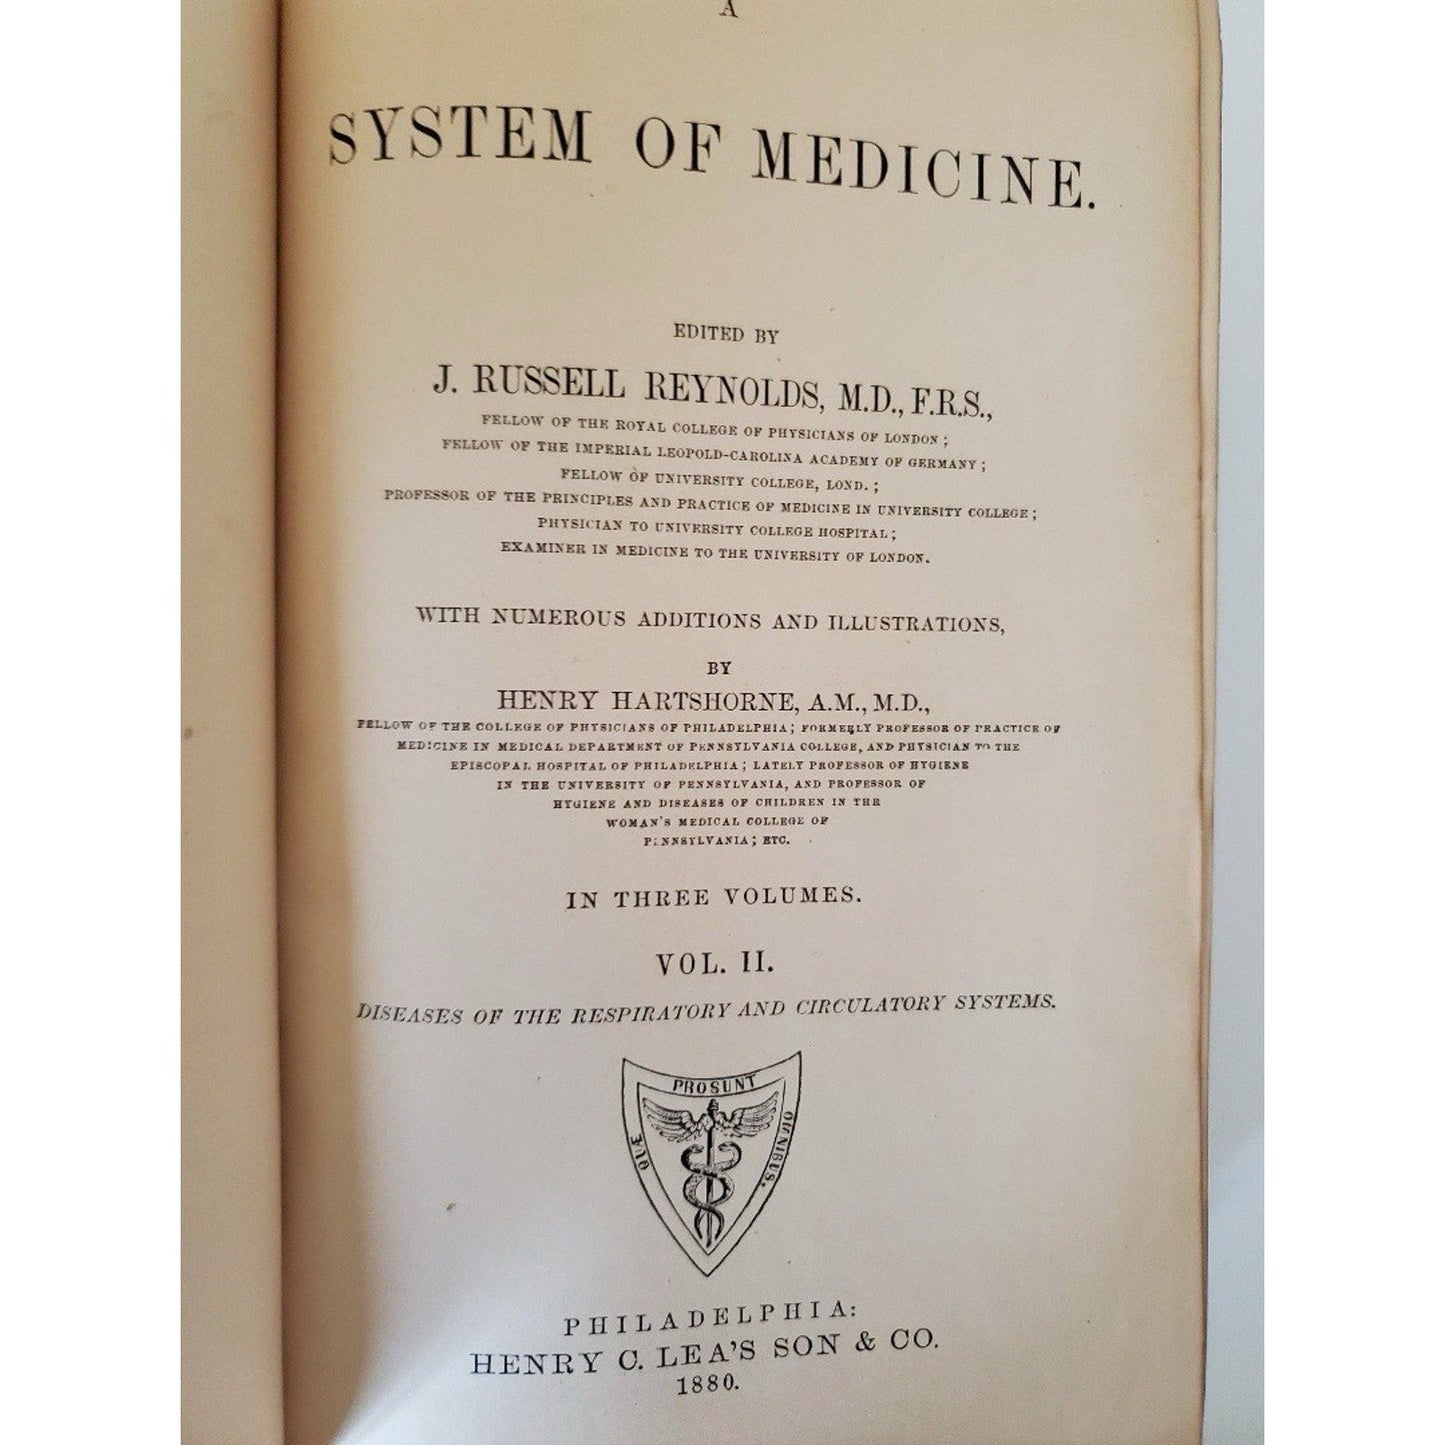 A
SYSTEM OF MEDICINE.
EDITED BY
J. RUSSELL REYNOLDS, M.D., F.R.S.,
FELLOW OF THE ROYAL COLLEGE OF PHYSICIANS OF LONDON;
FELLOW OF THE IMPERIAL LEOPOLD-CAROLINA ACADEMY OF GERMANY;
FELLOW OF UNIVERSITY COLLEGE, LOND.;
PROFESSOR OF THE PRINCIPLES AND PRACTICE OF MEDICINE IN UNIVERSITY COLLEGE;
PHYSICIAN TO UNIVERSITY COLLEGE HOSPITAL;
EXAMINER IN MEDICINE TO THE UNIVERSITY OF LONDON.
WITH NUMEROUS ADDITIONS AND ILLUSTRATIONS,
BY
HENRY HARTSHORNE, A.M., M.D.,
FELLOW OF THE COLLEGE OF PHYSICIANS OF PHILADELPHIA; FORMERLY PROFESSOR OF PRACTICE OF
MEDICINE IN MEDICAL DEPARTMENT OF PENNSYLVANIA COLLEGE, AND PHYSICIAN TO THE
EPISCOPAL HOSPITAL OF PHILADELPHIA; LATELY PROFESSOR OF HYGIENE
IN THE UNIVERSITY OF PENNSYLVANIA, AND PROFESSOR OF
HYGIENE AND DISEASES OF CHILDREN IN THE
WOMAN'S MEDICAL COLLEGE OF
PENNSYLVANIA; ETC.
IN THREE VOLUMES.
VOL. II.
DISEASES OF THE RESPIRATORY AND CIRCULATORY SYSTEMS.
QUÆ PROSUNT OMNIBUS.
PHILADELPHIA:
HENRY C. LEA'S SON & CO.
1880.